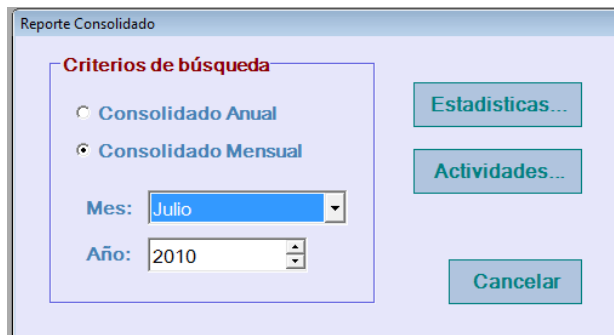 Reporte Consolidado
Criterios de búsqueda
Consolidado Anual
Consolidado Mensual
Mes: Julio
Año: 2010
Estadisticas...
Actividades...
Cancelar